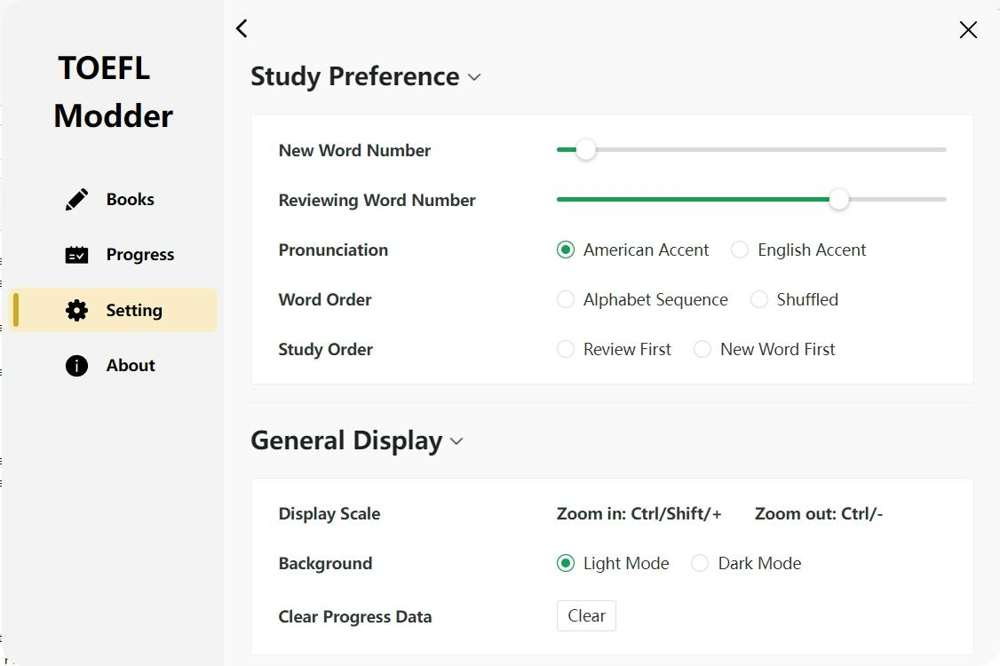 TOEFL
Modder
Books
Progress
Setting
About
Study Preference
New Word Number
Reviewing Word Number
Pronunciation American Accent English Accent
Word Order Alphabet Sequence Shuffled
Study Order Review First New Word First
General Display
Display Scale Zoom in: Ctrl/Shift/+ Zoom out: Ctrl/-
Background Light Mode Dark Mode
Clear Progress Data Clear